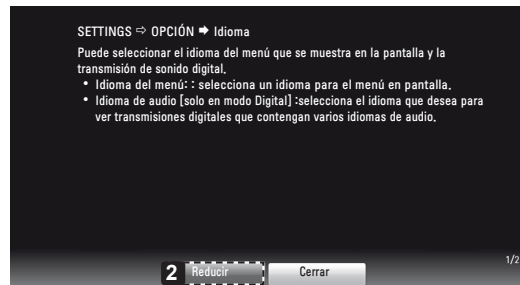 SETTINGS ⇨ OPCIÓN ➡ Idioma
Puede seleccionar el idioma del menú que se muestra en la pantalla y la
transmisión de sonido digital.
• Idioma del menú: : selecciona un idioma para el menú en pantalla.
• Idioma de audio [solo en modo Digital] :selecciona el idioma que desea para
ver transmisiones digitales que contengan varios idiomas de audio.
1/2
2 Reducir Cerrar